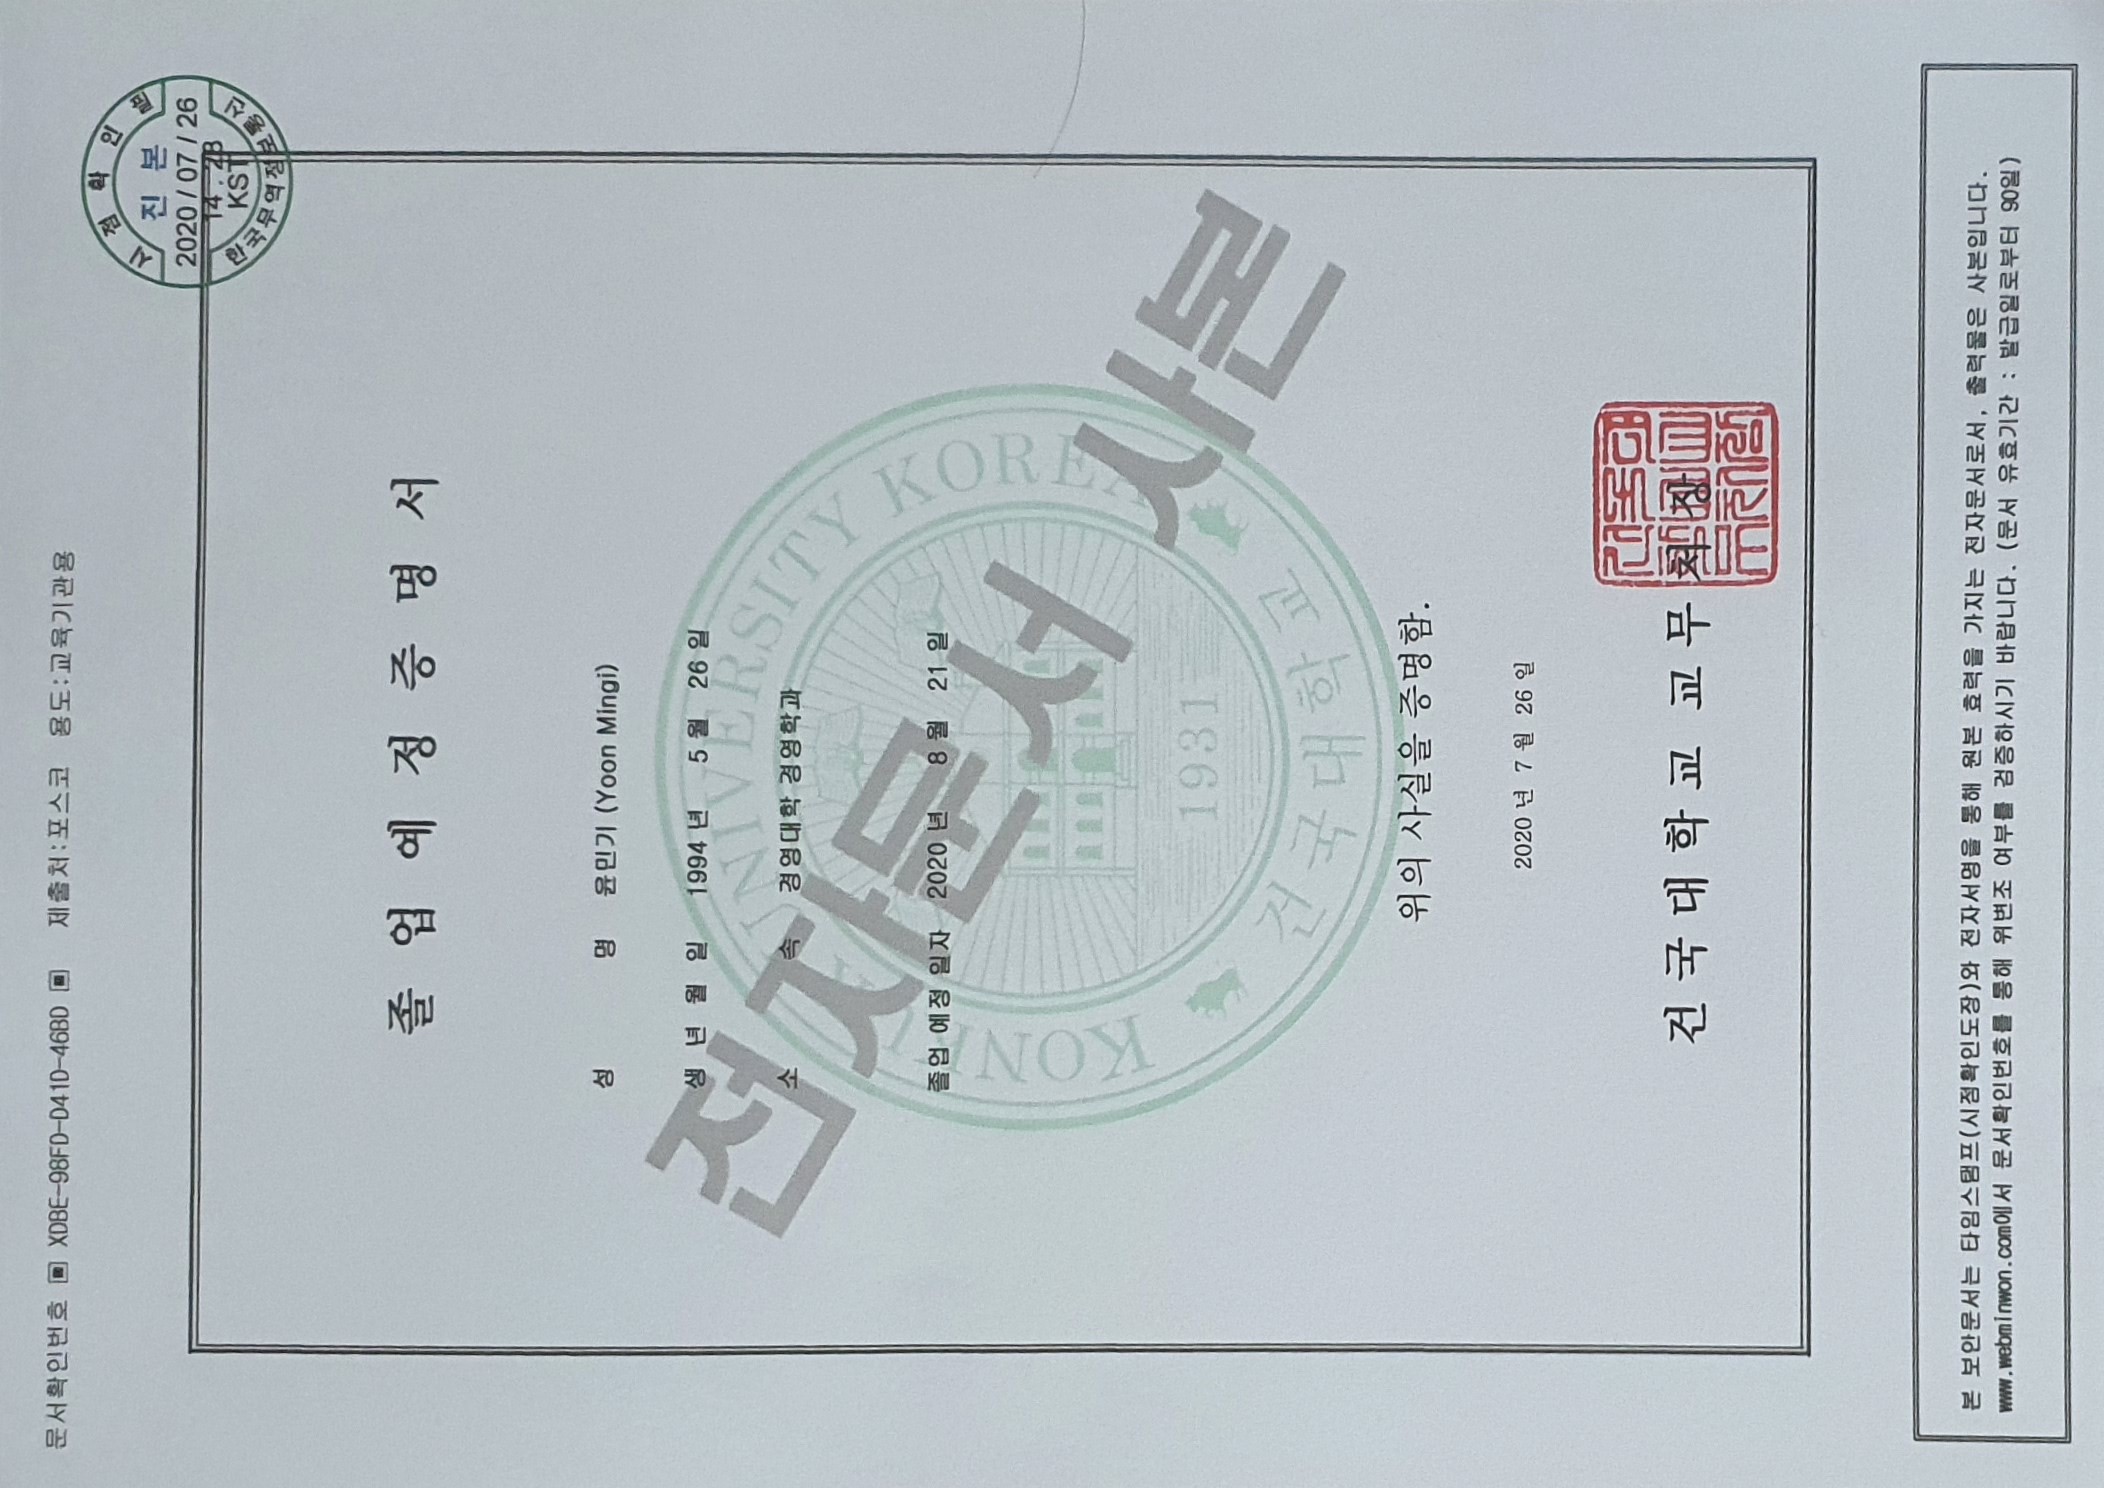 문서확인번호 ▣ XDBE-98FD-D41D-46BD ▣ 제출처:포스코 용도:교육기관용
시점확인필
진 본
2020 / 07 / 26
14 : 28
KST
한국무역정보통신
졸 업 예 정 증 명 서
성 명 윤민기 (Yoon Mingi)
생 년 월 일 1994 년 5 월 26 일
소 속 경영대학 경영학과
졸업 예정 일자 2020 년 8 월 21 일
전자문서 사본
KONKUK UNIVERSITY KOREA
1931
건국대학교
위의 사실을 증명함.
2020 년 7 월 26 일
건 국 대 학 교 교 무 처 장
본 보안문서는 타임스탬프(시점확인도장)와 전자서명을 통해 원본 효력을 가지는 전자문서로서, 출력물은 사본입니다.
www.webminwon.com에서 문서확인번호를 통해 위변조 여부를 검증하시기 바랍니다. (문서 유효기간 : 발급일로부터 90일)